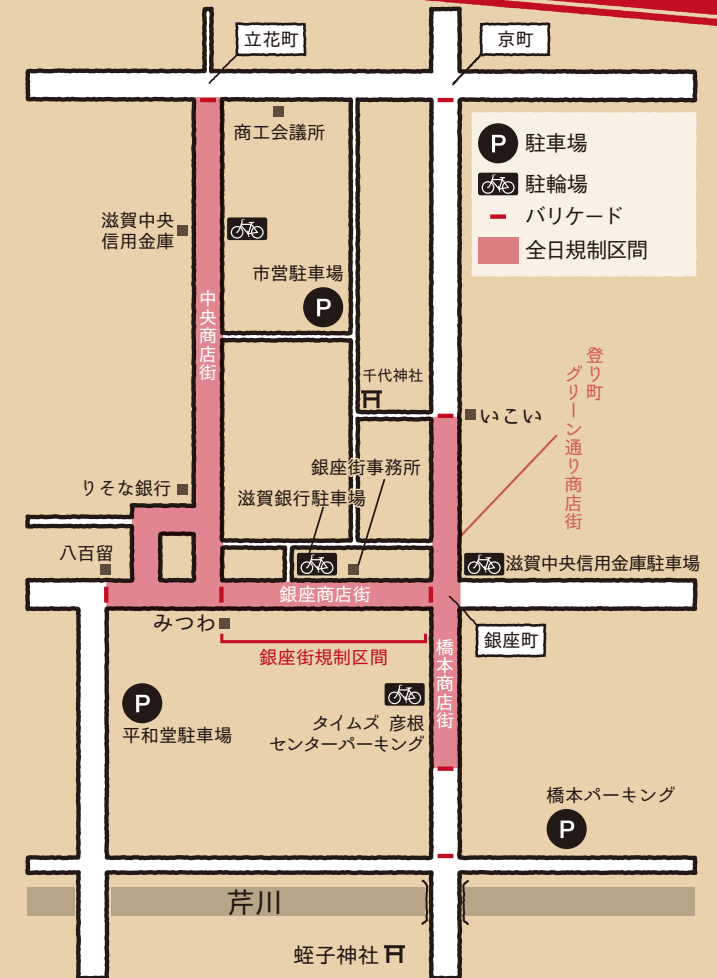 立花町
京町
商工会議所
P 駐車場
駐輪場
バリケード
全日規制区間
滋賀中央
信用金庫
市営駐車場
P
中央商店街
千代神社
いこい
登り町
グリーン通り商店街
りそな銀行
銀座街事務所
滋賀銀行駐車場
八百留
滋賀中央信用金庫駐車場
銀座商店街
みつわ
銀座町
銀座街規制区間
橋本商店街
P
平和堂駐車場
タイムズ 彦根
センターパーキング
橋本パーキング
P
芹川
蛭子神社